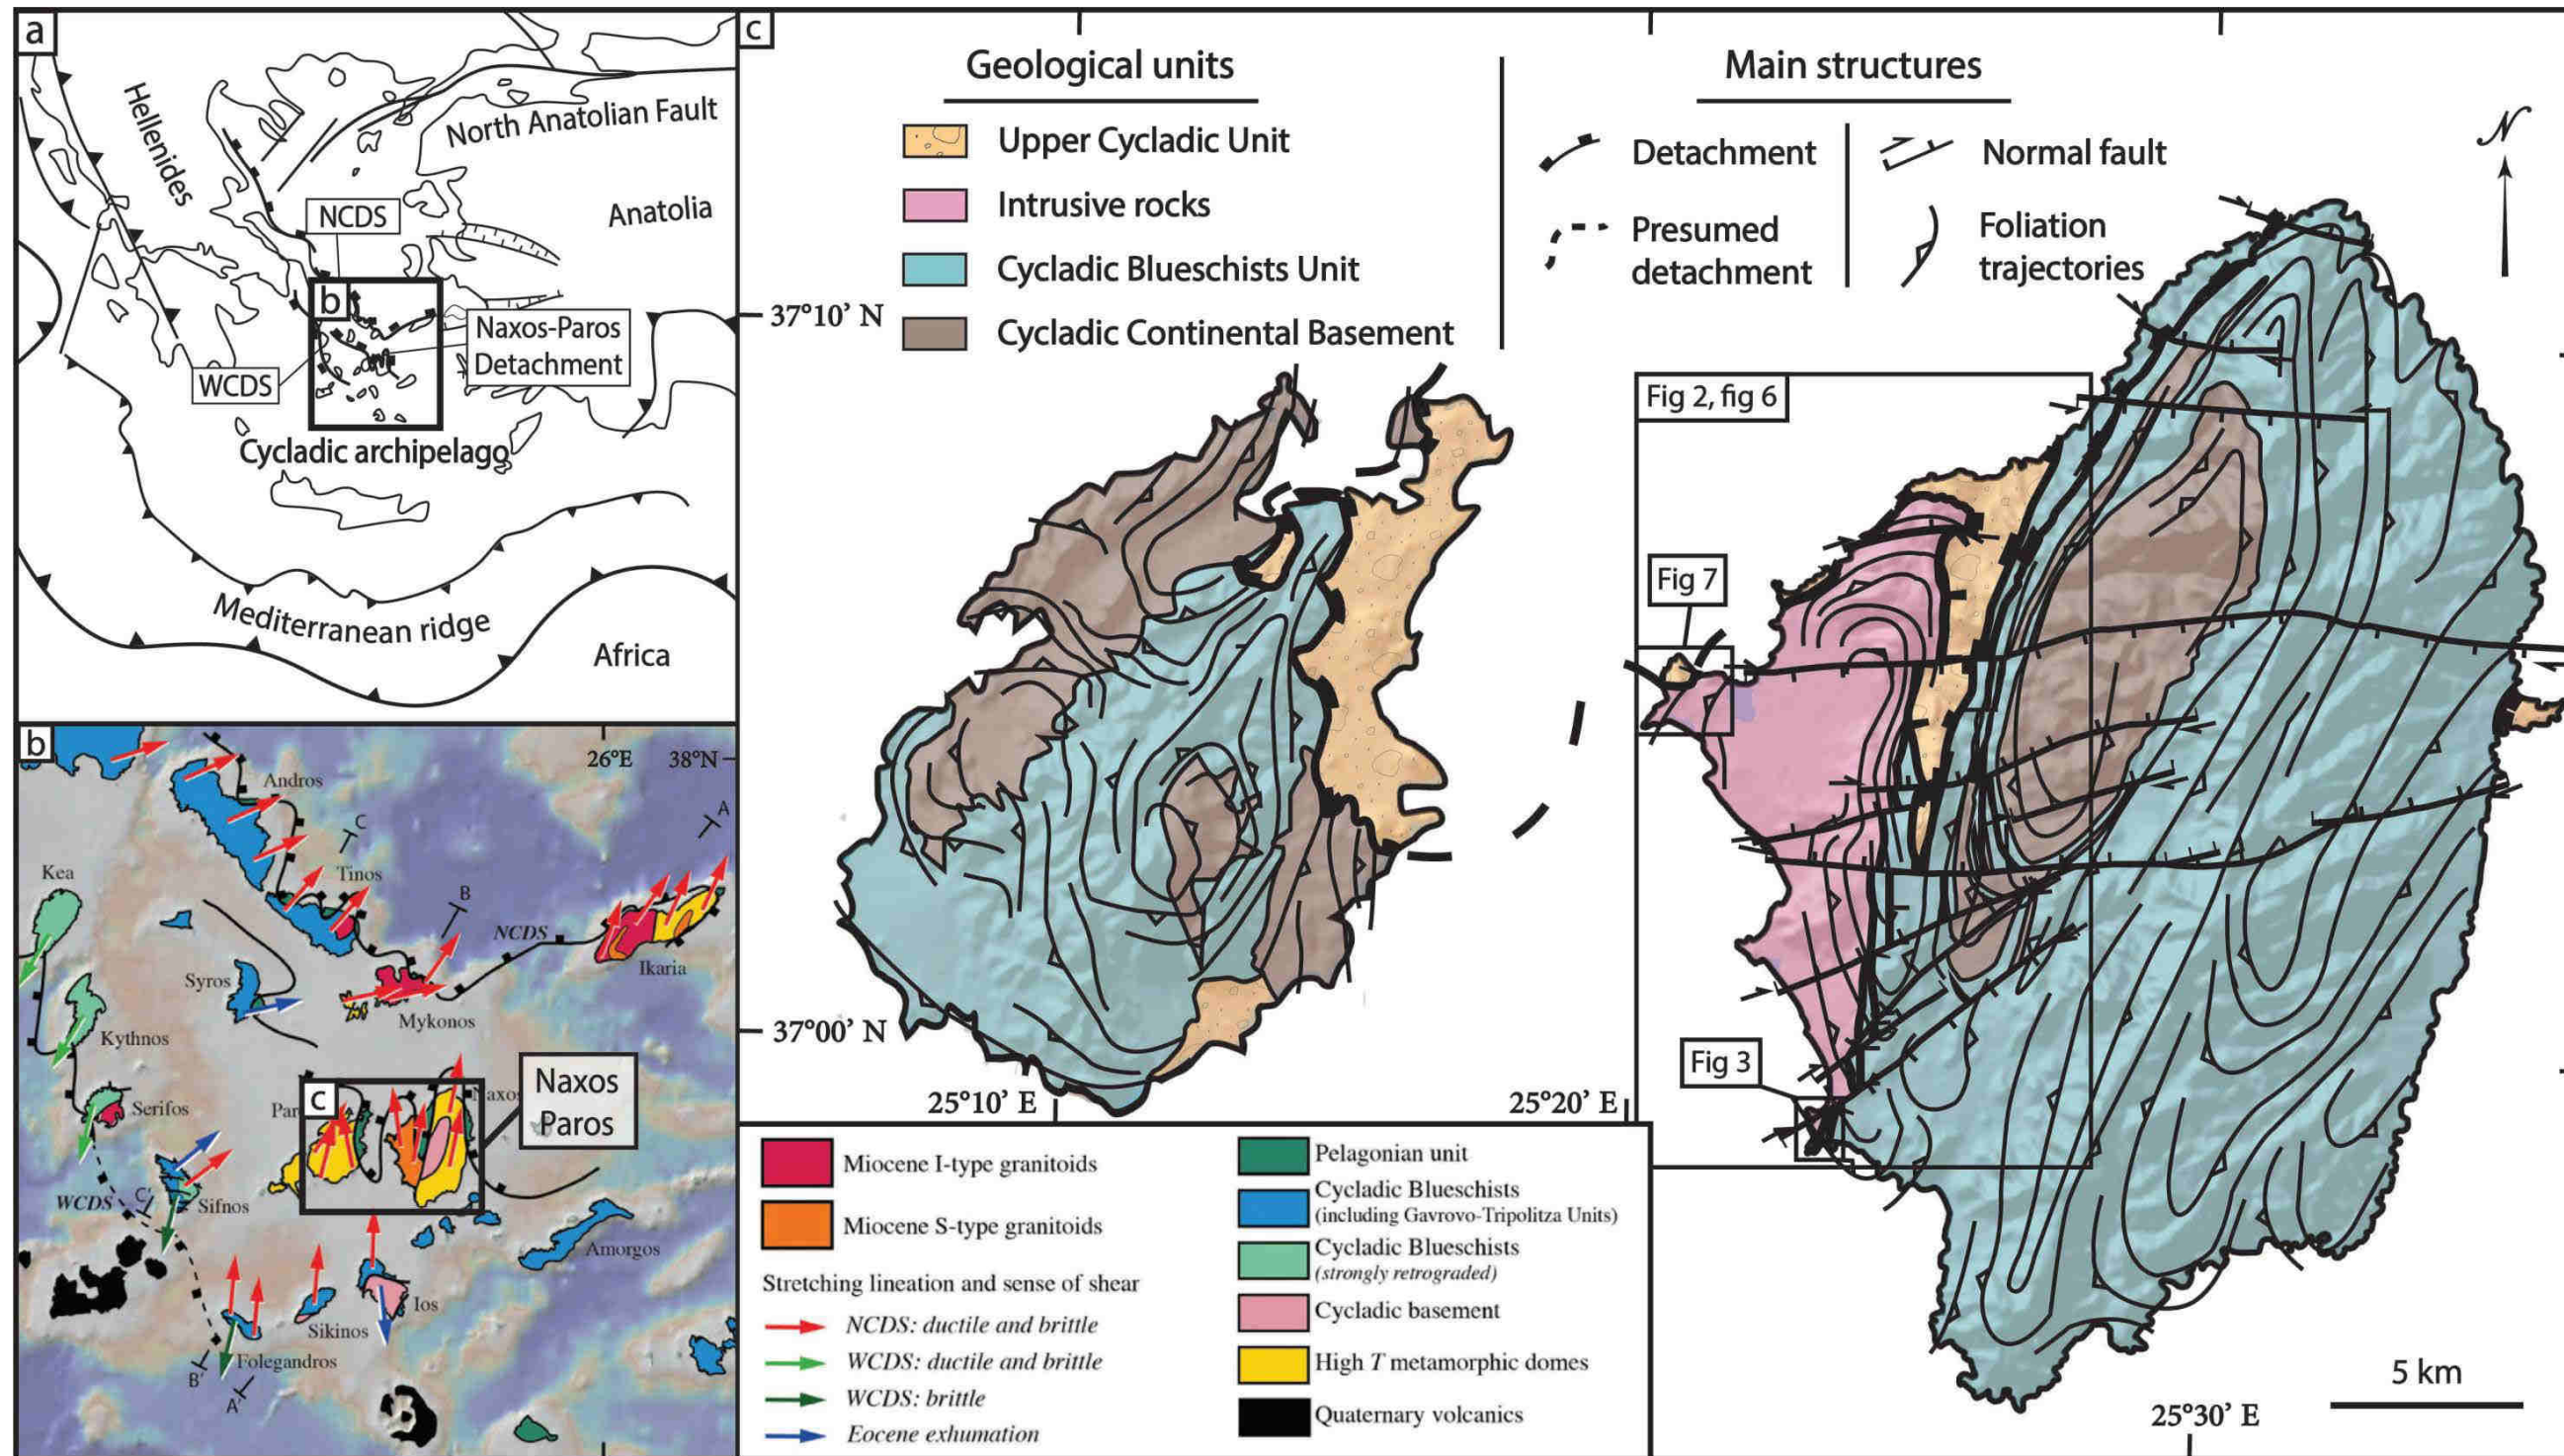 a
Hellenides
North Anatolian Fault
NCDS
Anatolia
b
Naxos-Paros
Detachment
WCDS
Cycladic archipelago
Mediterranean ridge
Africa
b
26°E
38°N
Andros
A
C
Tinos
Kea
B
NCDS
Ikaria
Syros
Mykonos
Kythnos
Serifos
c
Naxos
Paros
WCDS
C'
Sifnos
Amorgos
Ios
Sikinos
Folegandros
B'
A'
c
Geological units
Upper Cycladic Unit
Intrusive rocks
Cycladic Blueschists Unit
Cycladic Continental Basement
Main structures
Detachment
Presumed
detachment
Normal fault
Foliation
trajectories
N
37°10' N
Fig 2, fig 6
Fig 7
37°00' N
Fig 3
25°10' E
25°20' E
25°30' E
5 km
Miocene I-type granitoids
Miocene S-type granitoids
Stretching lineation and sense of shear
NCDS: ductile and brittle
WCDS: ductile and brittle
WCDS: brittle
Eocene exhumation
Pelagonian unit
Cycladic Blueschists
(including Gavrovo-Tripolitza Units)
Cycladic Blueschists
(strongly retrograded)
Cycladic basement
High T metamorphic domes
Quaternary volcanics